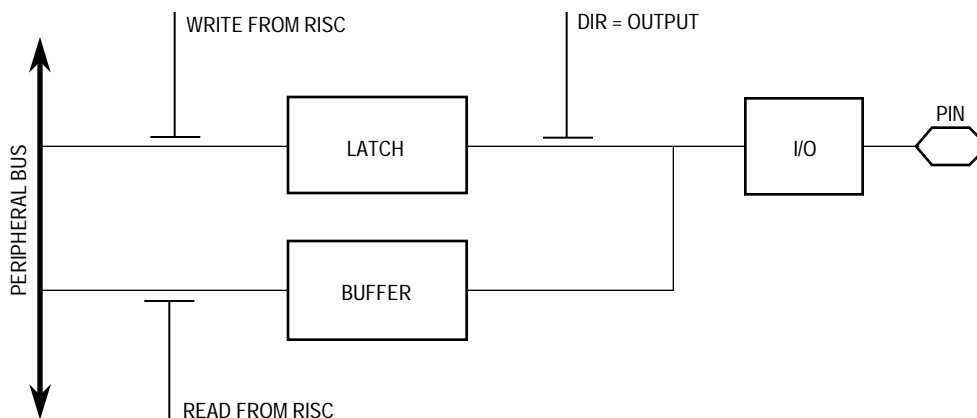 WRITE FROM RISC
DIR = OUTPUT
PIN
LATCH
I/O
PERIPHERAL BUS
BUFFER
READ FROM RISC